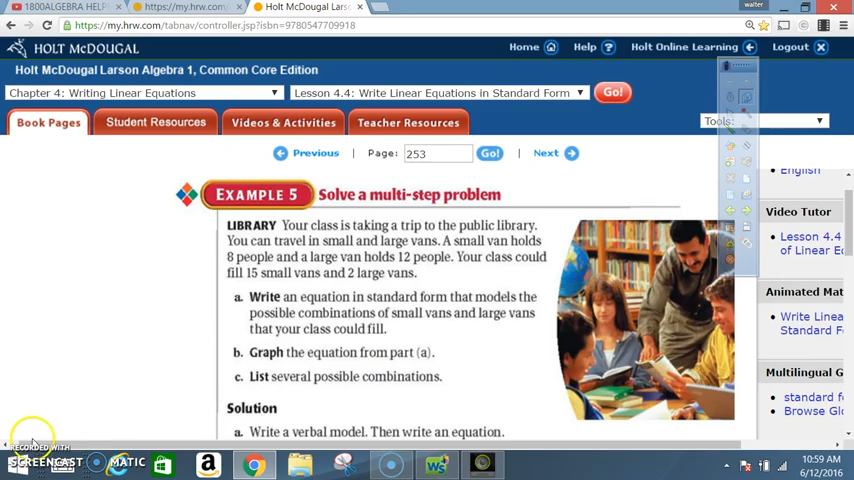 1800ALGEBRA HELP
https://my.hrw.com/tabnav/
Holt McDougal Lars
walter
https://my.hrw.com/tabnav/controller.jsp?isbn=9780547709918
HOLT McDOUGAL
Home
Help ?
Holt Online Learning
Logout X
Holt McDougal Larson Algebra 1, Common Core Edition
Chapter 4: Writing Linear Equations
Lesson 4.4: Write Linear Equations in Standard Form
Go!
Book Pages
Student Resources
Videos & Activities
Teacher Resources
Tools:
Previous | Page: 253 Go! | Next
English
EXAMPLE 5 Solve a multi-step problem
LIBRARY Your class is taking a trip to the public library.
You can travel in small and large vans. A small van holds
8 people and a large van holds 12 people. Your class could
fill 15 small vans and 2 large vans.
a. Write an equation in standard form that models the
possible combinations of small vans and large vans
that your class could fill.
b. Graph the equation from part (a).
c. List several possible combinations.
Solution
a. Write a verbal model. Then write an equation.
Video Tutor
Lesson 4.4
of Linear Ec
Animated Mat
Write Linea
Standard F
Multilingual G
standard fo
Browse Glo
RECORDED WITH
SCREENCAST MATIC
10:59 AM
6/12/2016